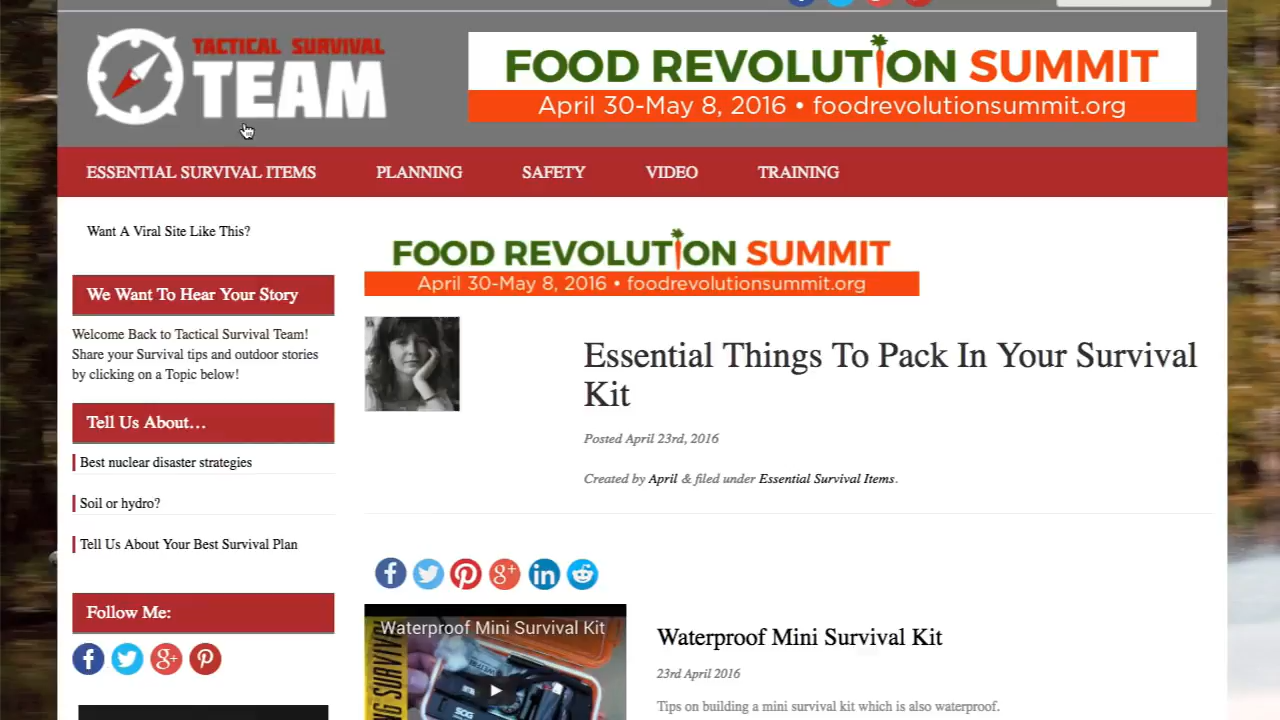 TACTICAL SURVIVAL
TEAM
FOOD REVOLUTION SUMMIT
April 30-May 8, 2016 • foodrevolutionsummit.org
ESSENTIAL SURVIVAL ITEMS
PLANNING
SAFETY
VIDEO
TRAINING
Want A Viral Site Like This?
FOOD REVOLUTION SUMMIT
April 30-May 8, 2016 • foodrevolutionsummit.org
We Want To Hear Your Story
Welcome Back to Tactical Survival Team!
Share your Survival tips and outdoor stories
by clicking on a Topic below!
Tell Us About...
Best nuclear disaster strategies
Soil or hydro?
Tell Us About Your Best Survival Plan
Follow Me:
Essential Things To Pack In Your Survival
Kit
Posted April 23rd, 2016
Created by April & filed under Essential Survival Items.
Waterproof Mini Survival Kit
SURVIVAL
SOG
Waterproof Mini Survival Kit
23rd April 2016
Tips on building a mini survival kit which is also waterproof.